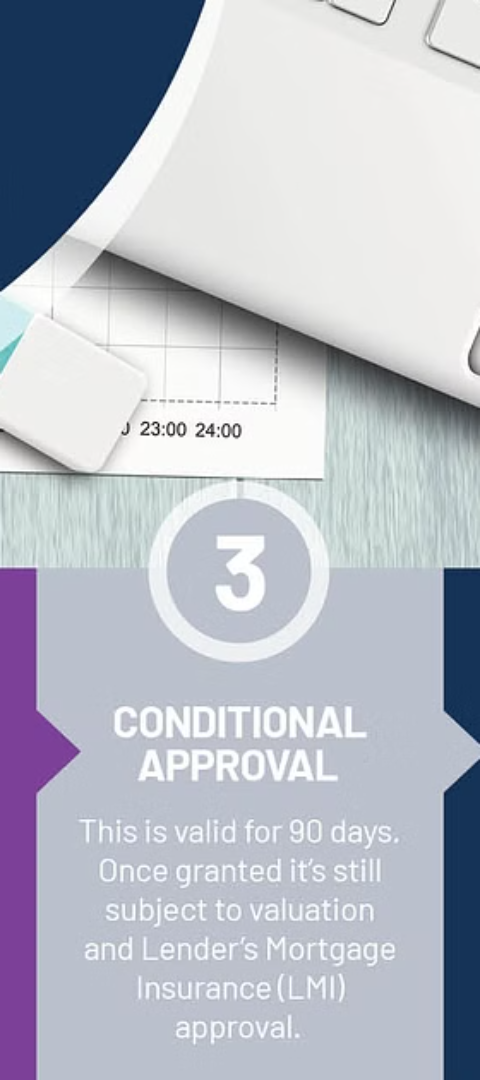 23:00 24:00
3
CONDITIONAL
APPROVAL
This is valid for 90 days.
Once granted it's still
subject to valuation
and Lender's Mortgage
Insurance (LMI)
approval.